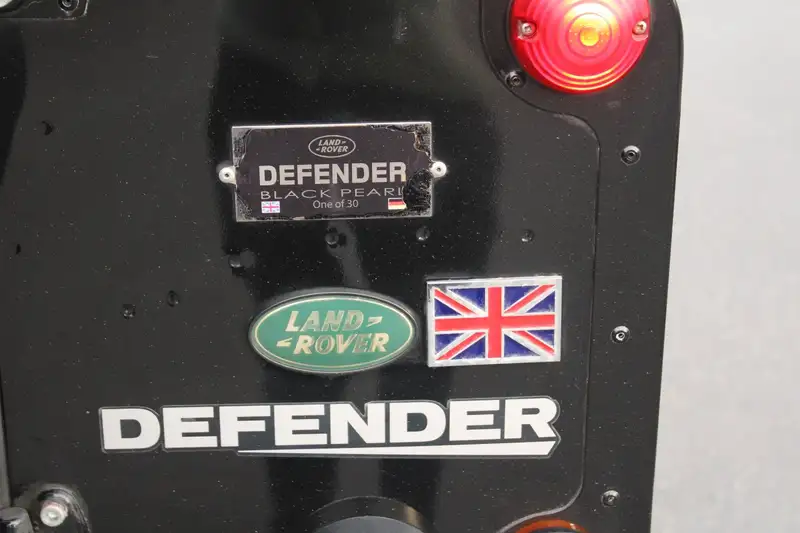 LAND-
-ROVER
DEFENDER
BLACK PEARL
One of 30
LAND-
-ROVER
DEFENDER